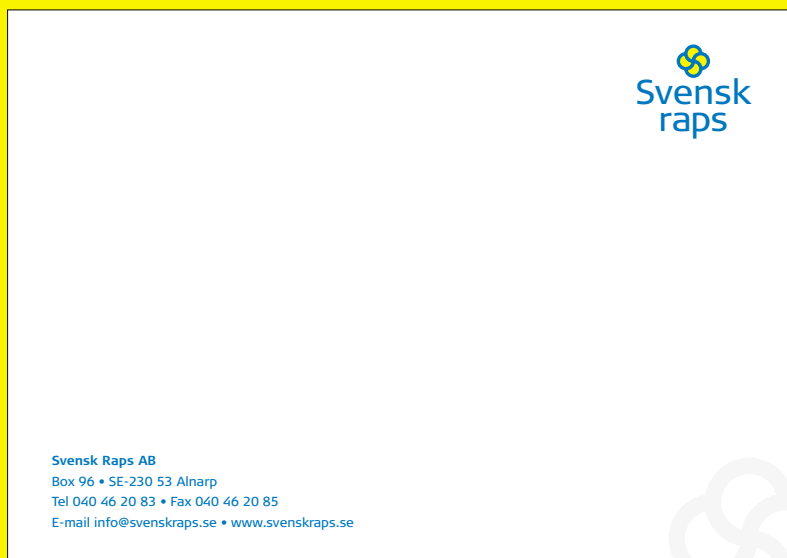 Svensk
raps
Svensk Raps AB
Box 96 • SE-230 53 Alnarp
Tel 040 46 20 83 • Fax 040 46 20 85
E-mail info@svenskraps.se • www.svenskraps.se